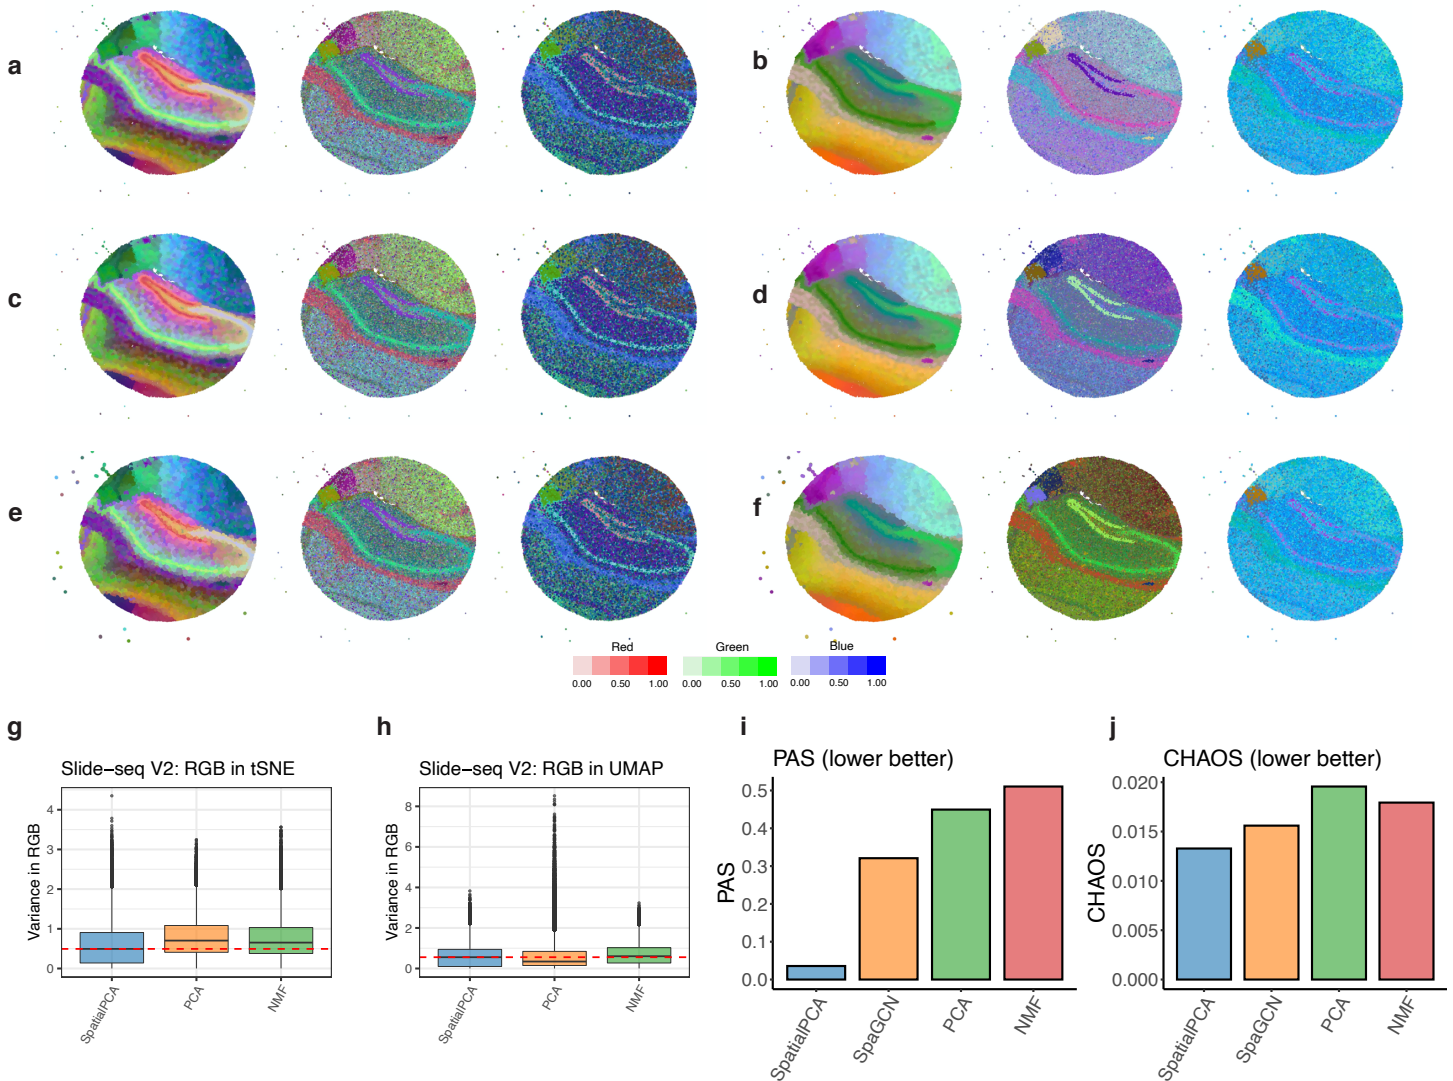 a
b
c
d
e
f
Red
Green
Blue
0.00 0.50 1.00
0.00 0.50 1.00
0.00 0.50 1.00
g
Slide−seq V2: RGB in tSNE
Variance in RGB
4
3
2
1
0
SpatialPCA
PCA
NMF
h
Slide−seq V2: RGB in UMAP
Variance in RGB
8
6
4
2
0
SpatialPCA
PCA
NMF
i
PAS (lower better)
PAS
0.5
0.4
0.3
0.2
0.1
0.0
SpatialPCA
SpaGCN
PCA
NMF
j
CHAOS (lower better)
CHAOS
0.020
0.015
0.010
0.005
0.000
SpatialPCA
SpaGCN
PCA
NMF